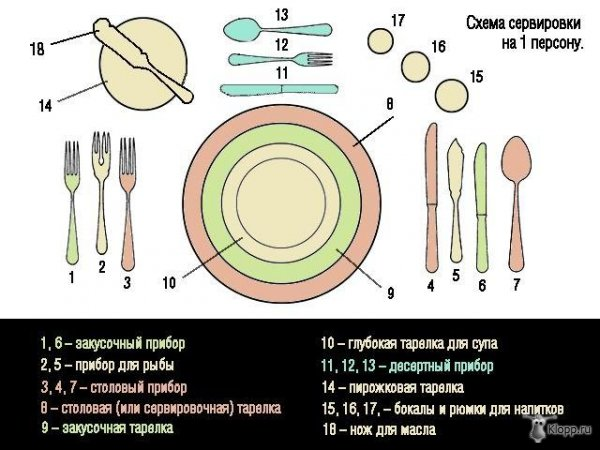 Схема сервировки
на 1 персону.
13
17
18
12
16
11
15
14
8
10
9
1
2
3
4
5
6
7
1, 6 – закусочный прибор
2, 5 – прибор для рыбы
3, 4, 7 – столовый прибор
8 – столовая (или сервировочная) тарелка
9 – закусочная тарелка
10 – глубокая тарелка для супа
11, 12, 13 – десертный прибор
14 – пирожковая тарелка
15, 16, 17, – бокалы и рюмки для напитков
18 – нож для масла
Klopp.ru